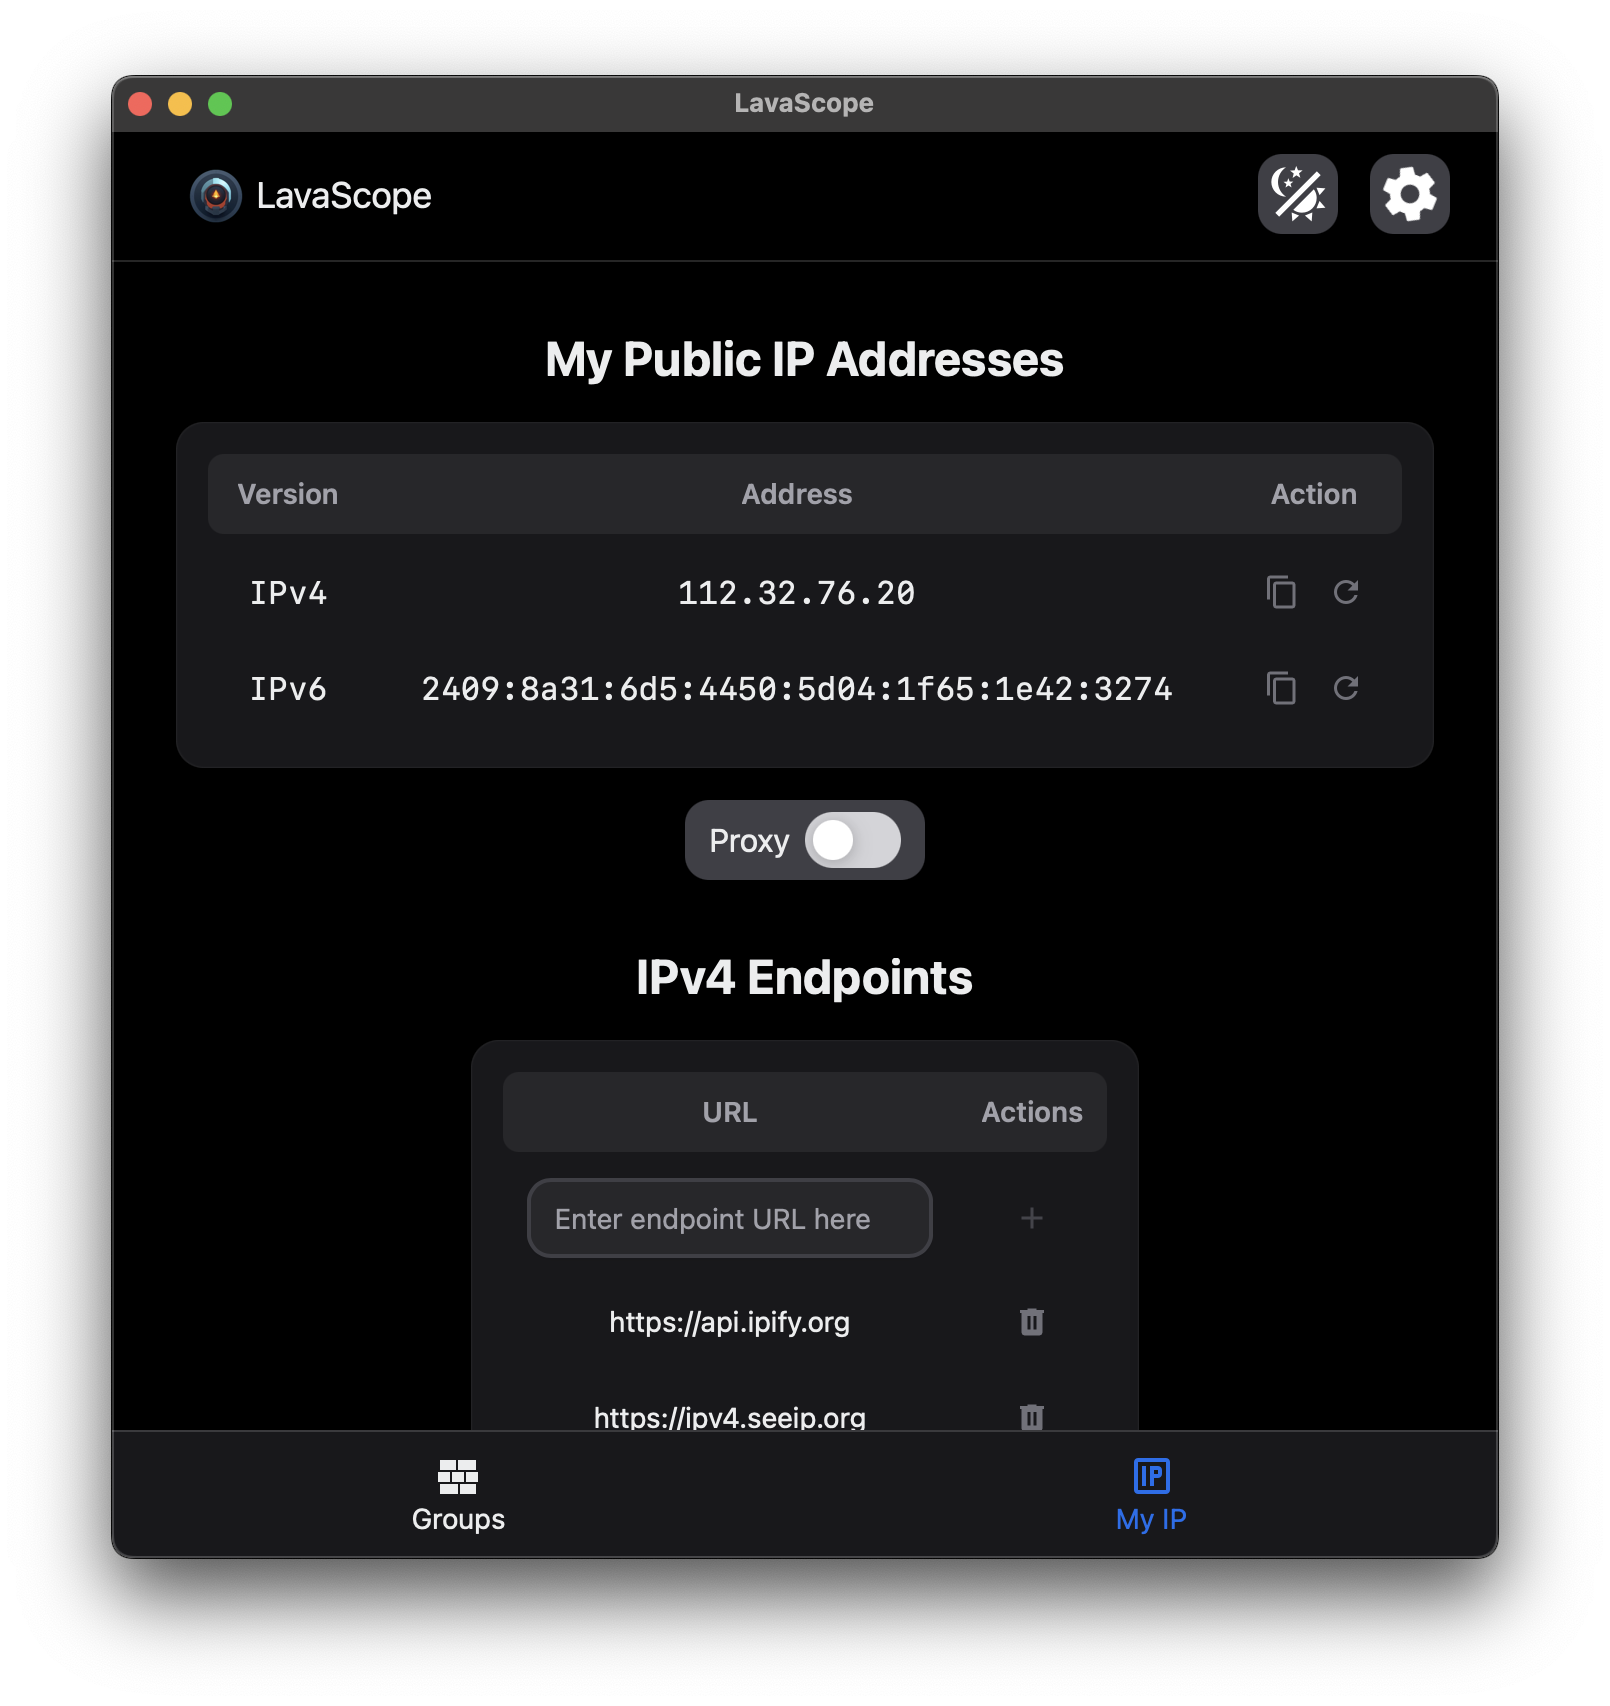 LavaScope
LavaScope
My Public IP Addresses
Version Address Action
IPv4 112.32.76.20
IPv6 2409:8a31:6d5:4450:5d04:1f65:1e42:3274
Proxy
IPv4 Endpoints
URL Actions
Enter endpoint URL here
https://api.ipify.org
https://ipv4.seeip.org
IP
Groups My IP